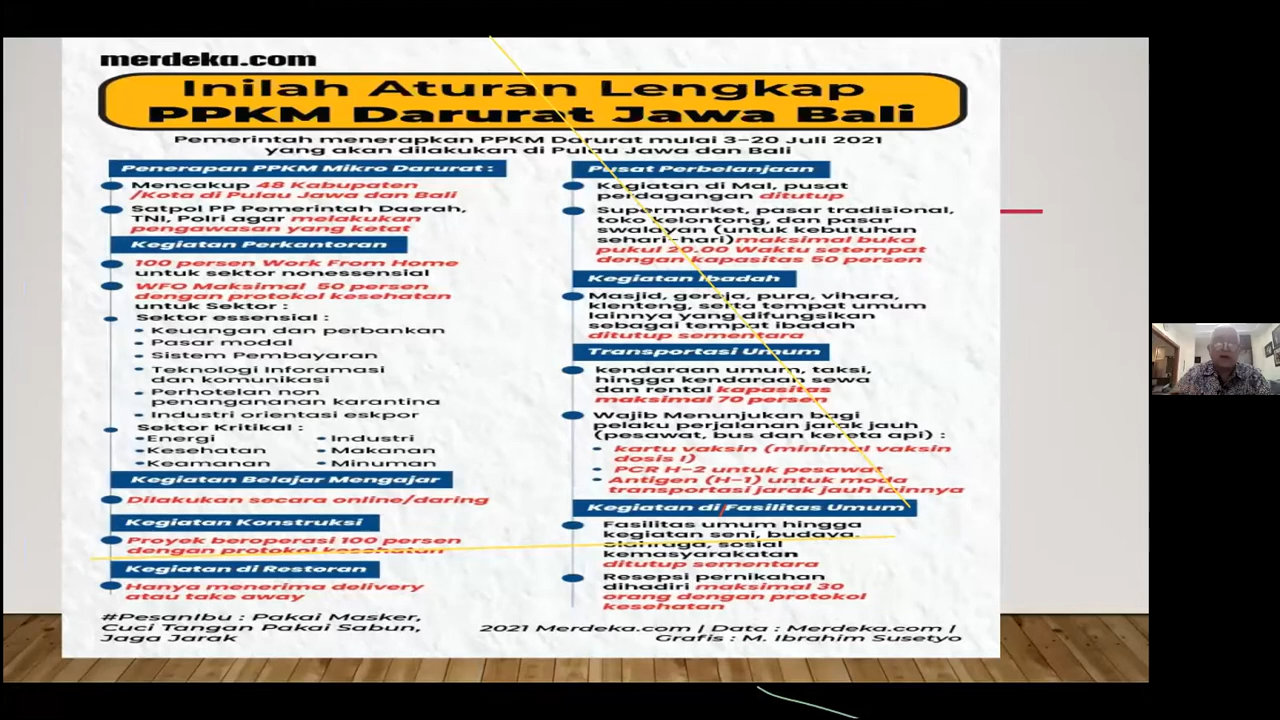 merdeka.com
Inilah Aturan Lengkap
PPKM Darurat Jawa Bali
Pemerintah menerapkan PPKM Darurat mulai 3-20 Juli 2021
yang akan dilakukan di Pulau Jawa dan Bali
Penerapan PPKM Mikro Darurat :
Mencakup 48 Kabupaten
/Kota di Pulau Jawa dan Bali
Satpol PP Pemerintah Daerah,
TNI, Polri agar melakukan
pengawasan yang ketat
Kegiatan Perkantoran
100 persen Work From Home
untuk sektor nonessensial
WFO Maksimal 50 persen
dengan protokol kesehatan
untuk Sektor :
Sektor essensial :
Keuangan dan perbankan
Pasar modal
Sistem Pembayaran
Teknologi Inforamasi
dan komunikasi
Perhotelan non
penangananan karantina
Industri orientasi eskpor
Sektor Kritikal :
Energi
Kesehatan
Keamanan
Industri
Makanan
Minuman
Kegiatan Belajar Mengajar
Dilakukan secara online/daring
Kegiatan Konstruksi
Proyek beroperasi 100 persen
dengan protokol kesehatan
Kegiatan di Restoran
Hanya menerima delivery
atau take away
#PesanIbu : Pakai Masker,
Cuci Tangan Pakai Sabun,
Jaga Jarak
Pusat Perbelanjaan
Kegiatan di Mal, pusat
perdagangan ditutup
Supermarket, pasar tradisional,
toko kelontong, dan pasar
swalayan (untuk kebutuhan
sehari-hari) maksimal buka
pukul 20.00 Waktu setempat
dengan kapasitas 50 persen
Kegiatan Ibadah
Masjid, gereja, pura, vihara,
klenteng, serta tempat umum
lainnya yang difungsikan
sebagai tempat ibadah
ditutup sementara
Transportasi Umum
kendaraan umum, taksi,
hingga kendaraan sewa
dan rental kapasitas
maksimal 70 persen
Wajib Menunjukan bagi
pelaku perjalanan jarak jauh
(pesawat, bus dan kereta api) :
kartu vaksin (minimal vaksin
dosis I)
PCR H-2 untuk pesawat
Antigen (H-1) untuk moda
transportasi jarak jauh lainnya
Kegiatan di Fasilitas Umum
Fasilitas umum hingga
kegiatan seni, budaya,
olahraga, sosial
kemasyarakatan
ditutup sementara
Resepsi pernikahan
dihadiri maksimal 30
orang dengan protokol
kesehatan
2021 Merdeka.com | Data : Merdeka.com |
Grafis : M. Ibrahim Susetyo